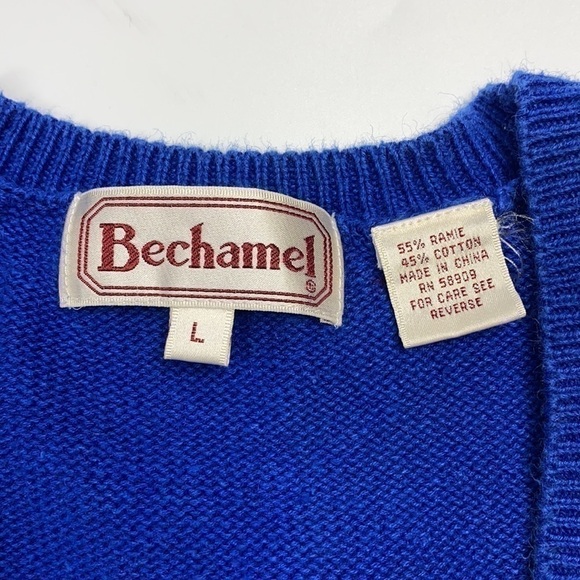 Bechamel
®
L
55% RAMIE
45% COTTON
MADE IN CHINA
RN 58909
FOR CARE SEE
REVERSE